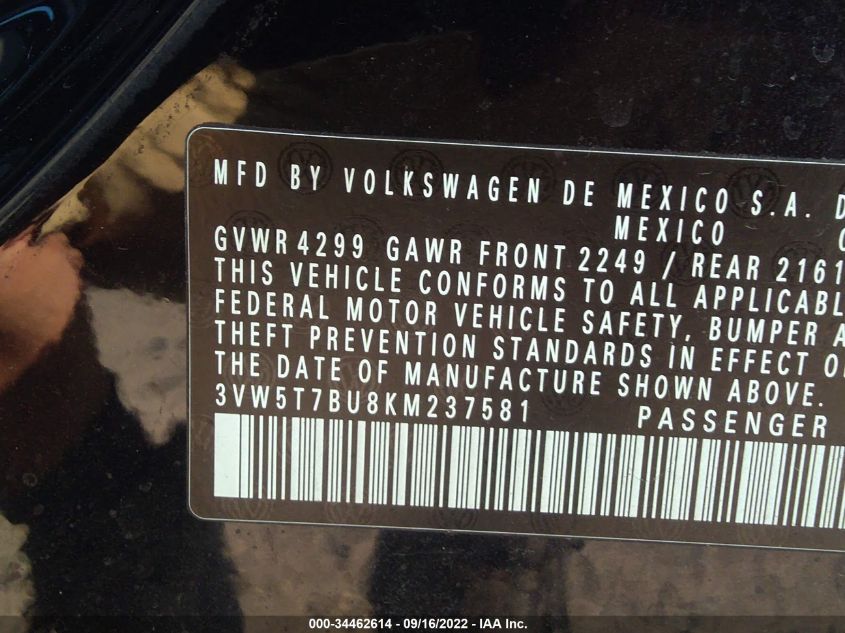 MFD BY VOLKSWAGEN DE MEXICO S.A. D
MEXICO
GVWR 4299 GAWR FRONT 2249 / REAR 2161
THIS VEHICLE CONFORMS TO ALL APPLICABL
FEDERAL MOTOR VEHICLE SAFETY, BUMPER A
THEFT PREVENTION STANDARDS IN EFFECT O
THE DATE OF MANUFACTURE SHOWN ABOVE.
3VW5T7BU8KM237581 PASSENGER
000-34462614 - 09/16/2022 - IAA Inc.